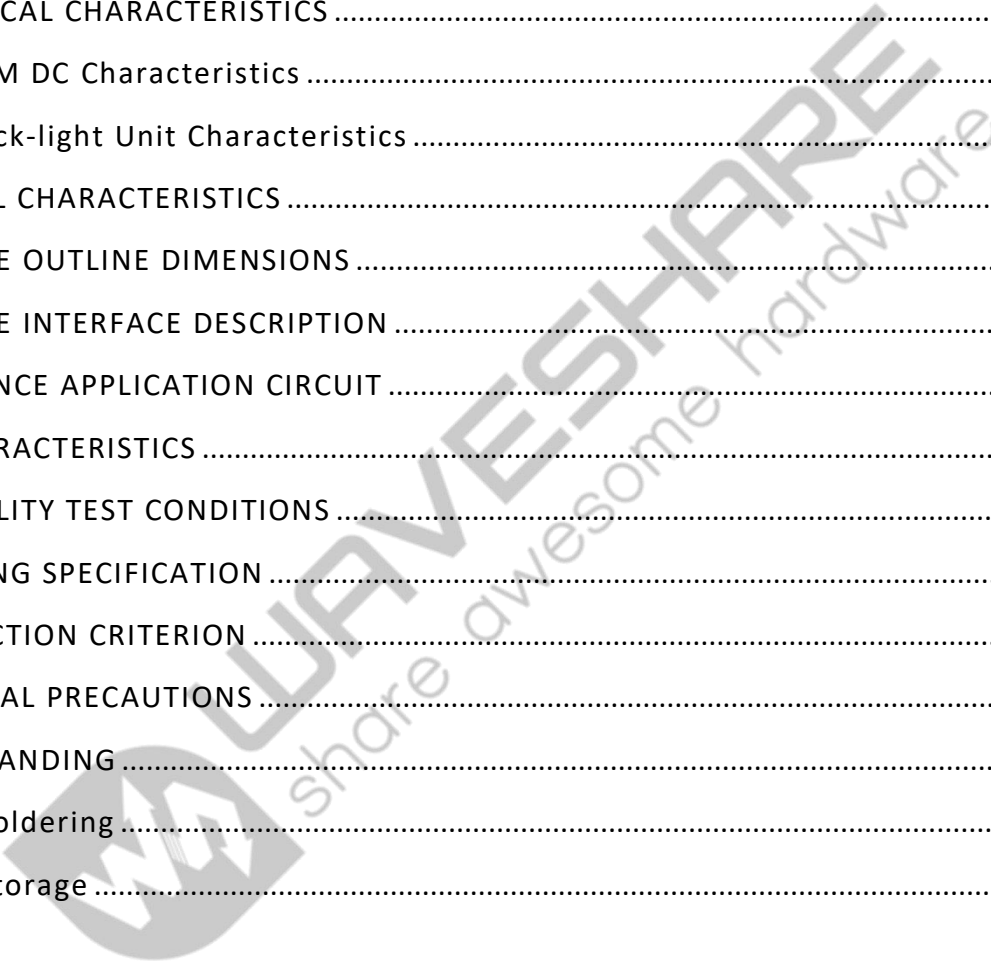 CAL CHARACTERISTICS
M DC Characteristics
ck-light Unit Characteristics
L CHARACTERISTICS
E OUTLINE DIMENSIONS
E INTERFACE DESCRIPTION
NCE APPLICATION CIRCUIT
RACTERISTICS
LITY TEST CONDITIONS
NG SPECIFICATION
CTION CRITERION
AL PRECAUTIONS
ANDING
oldering
torage
WAVESHARE
share awesome hardware